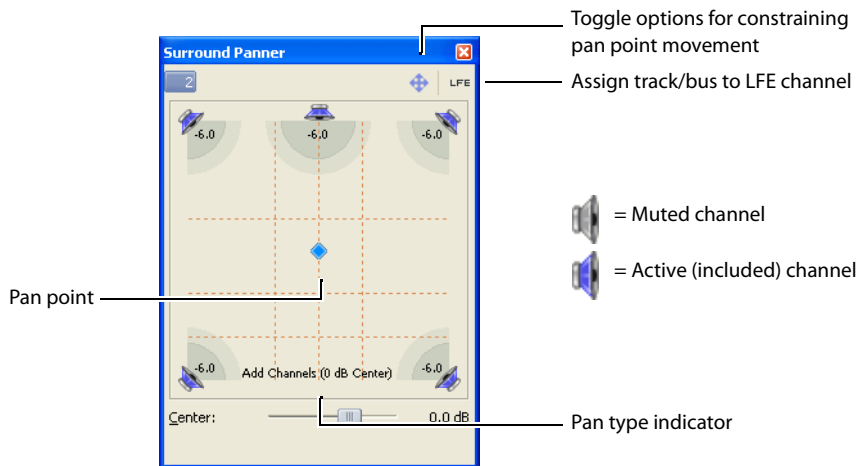 Toggle options for constraining
pan point movement
Surround Panner
2
LFE
Assign track/bus to LFE channel
-6.0
-6.0
-6.0
= Muted channel
= Active (included) channel
Pan point
-6.0
Add Channels (0 dB Center)
-6.0
Center:
0.0 dB
Pan type indicator